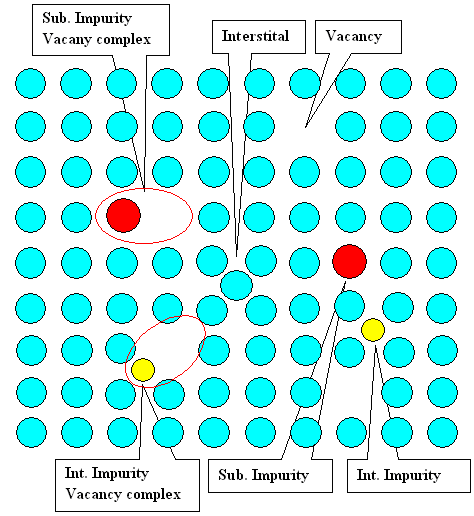 Sub. Impurity
Vacany complex
Interstital
Vacancy
Int. Impurity
Vacancy complex
Sub. Impurity
Int. Impurity